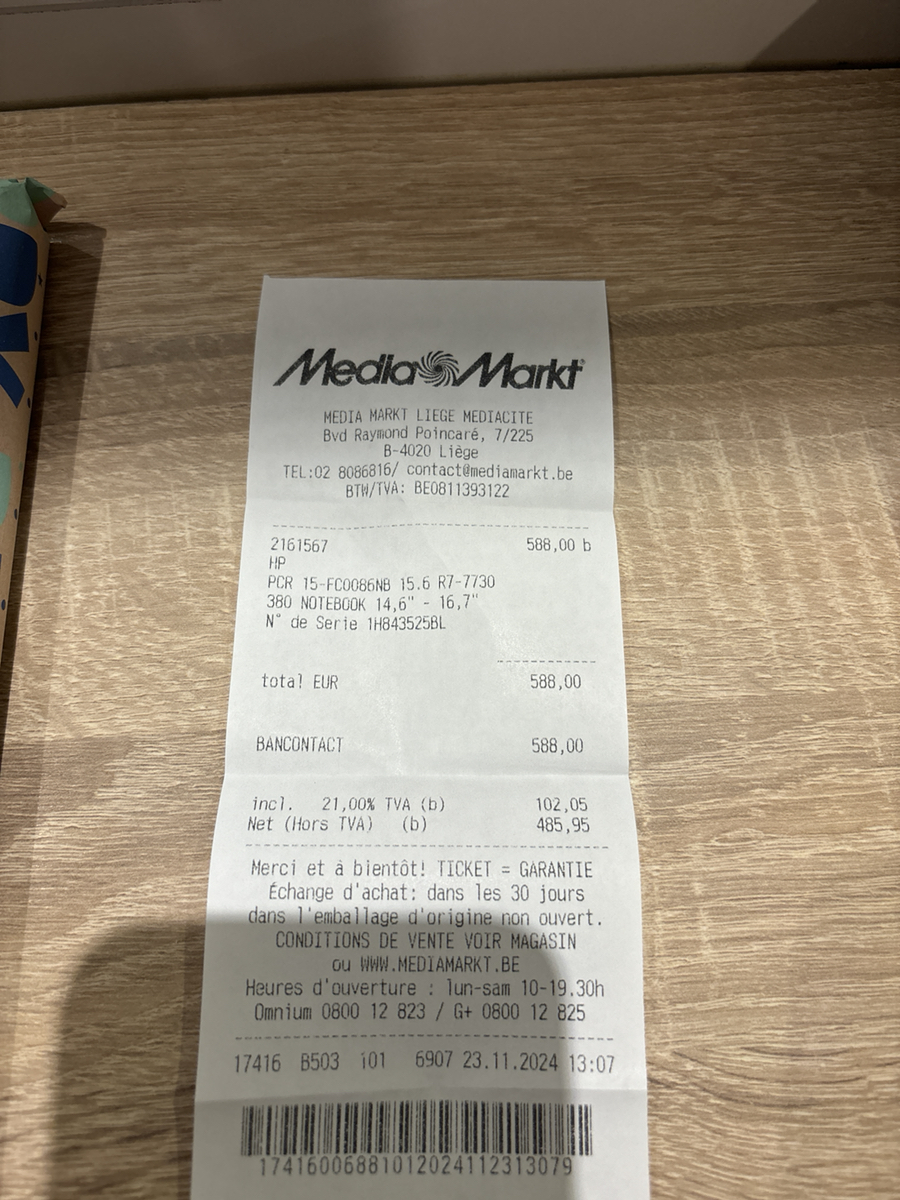 Media Markt
MEDIA MARKT LIEGE MEDIACITE
Bvd Raymond Poincaré, 7/225
B-4020 Liège
TEL:02 8086816/ contact@mediamarkt.be
BTW/TVA: BE0811393122
2161567 588,00 b
HP
PCR 15-FC0086NB 15.6 R7-7730
380 NOTEBOOK 14,6" - 16,7"
N° de Serie 1H843525BL
total EUR 588,00
BANCONTACT 588,00
incl. 21,00% TVA (b) 102,05
Net (Hors TVA) (b) 485,95
Merci et à bientôt! TICKET = GARANTIE
Échange d'achat: dans les 30 jours
dans l'emballage d'origine non ouvert.
CONDITIONS DE VENTE VOIR MAGASIN
ou WWW.MEDIAMARKT.BE
Heures d'ouverture : lun-sam 10-19.30h
Omnium 0800 12 823 / G+ 0800 12 825
17416 B503 i01 6907 23.11.2024 13:07
17416006881012024112313079